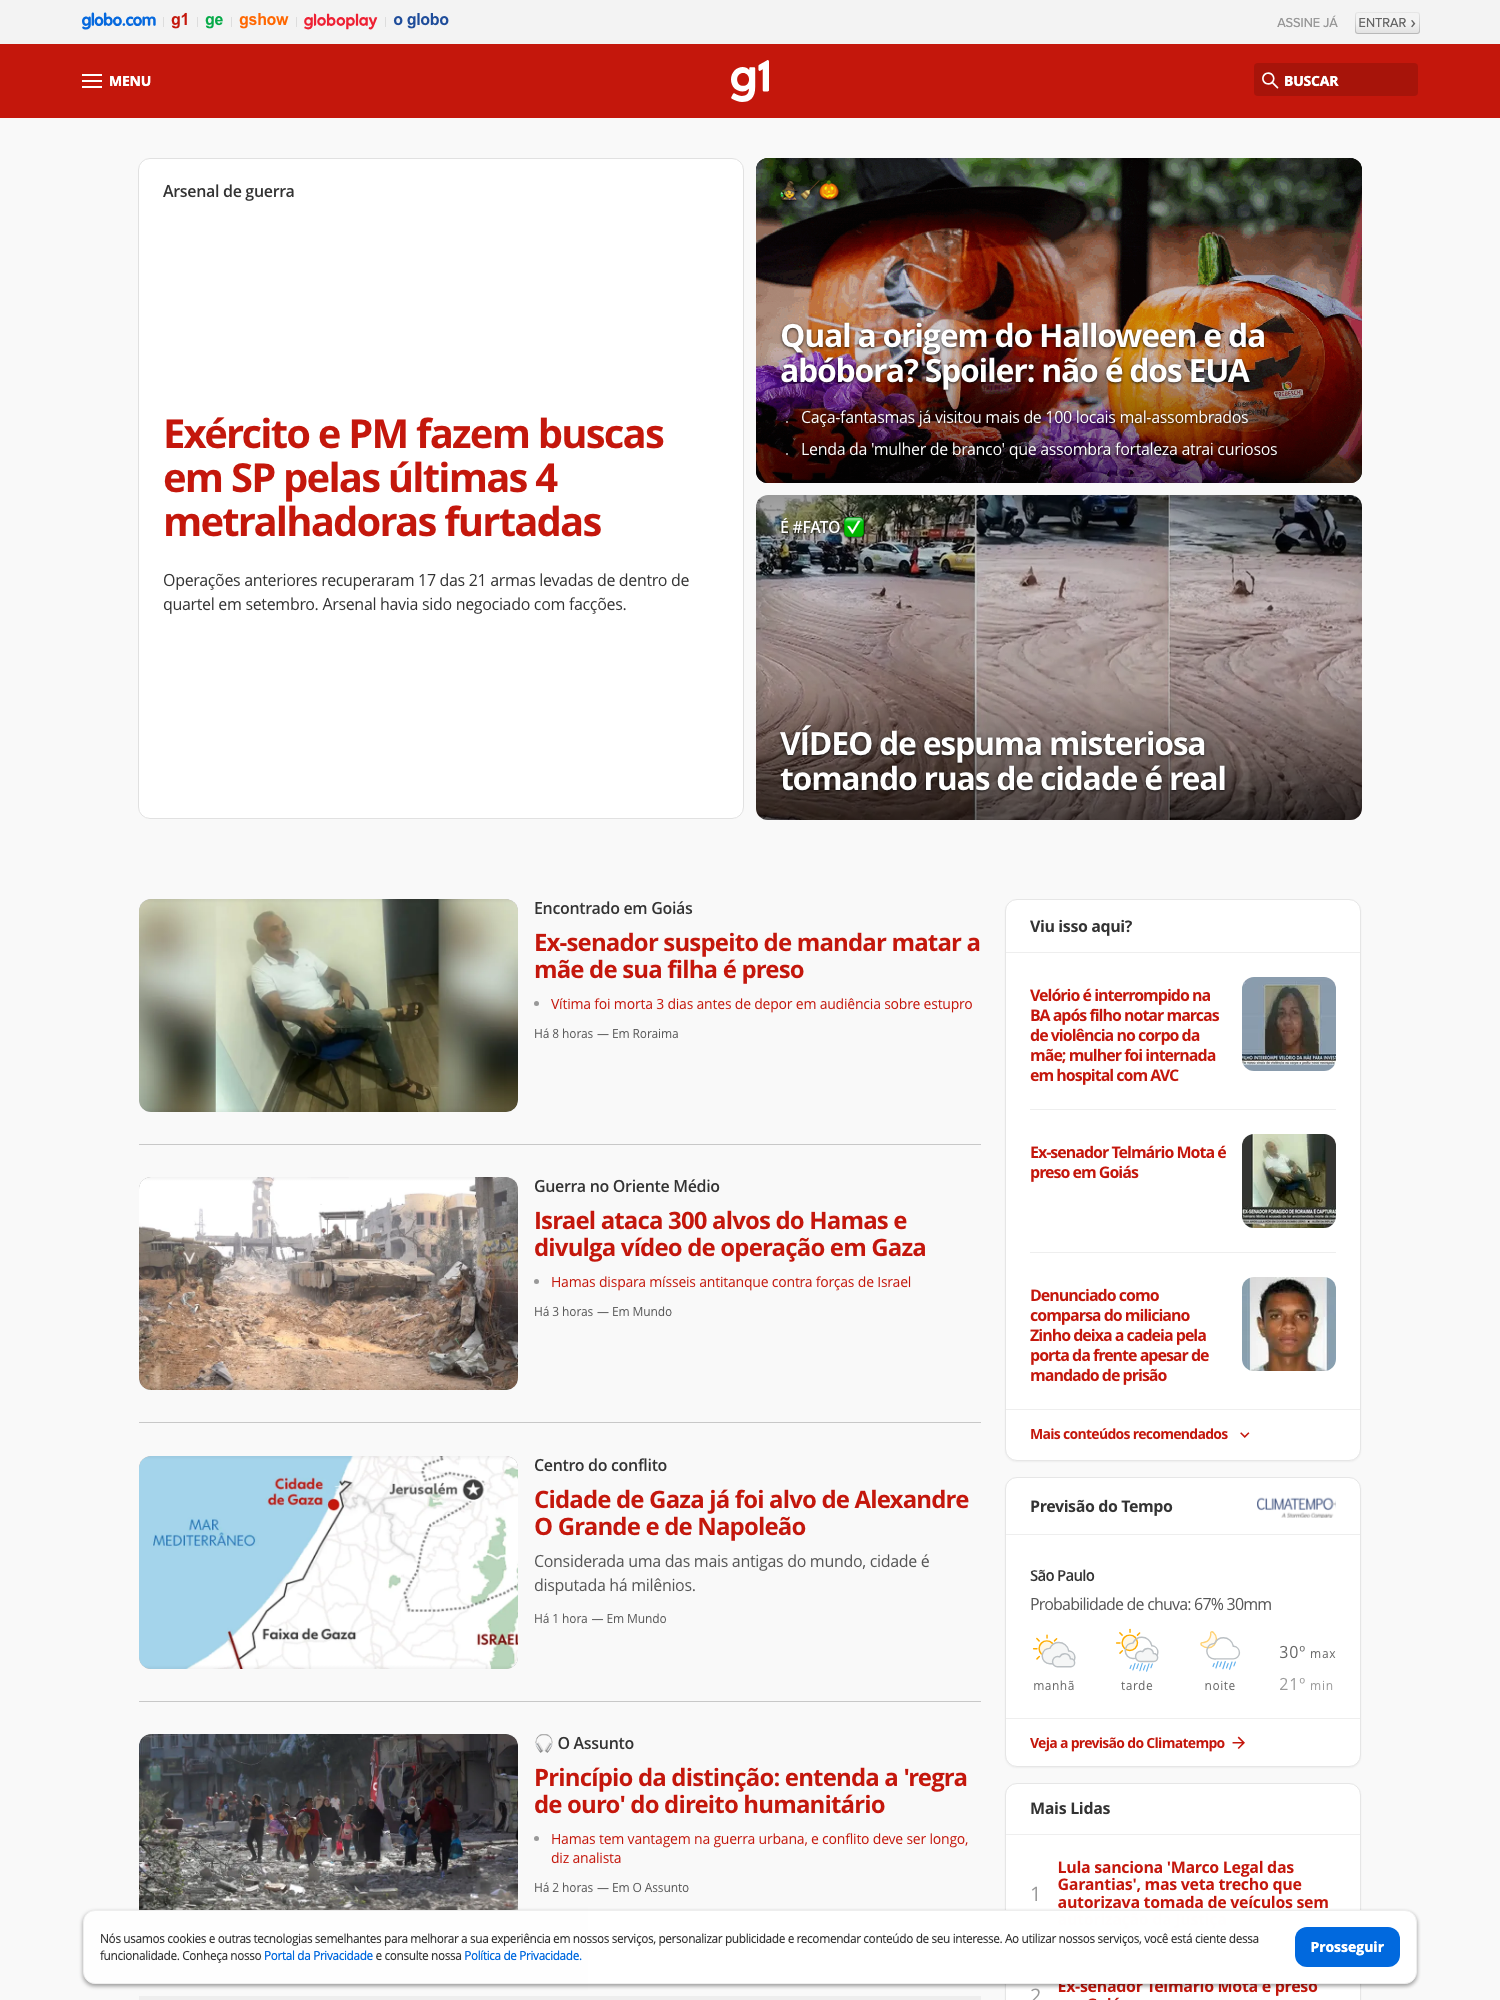 globo.com g1 ge gshow globoplay o globo
ASSINE JÁ ENTRAR ›
MENU
g1
BUSCAR
Arsenal de guerra
Exército e PM fazem buscas
em SP pelas últimas 4
metralhadoras furtadas
Operações anteriores recuperaram 17 das 21 armas levadas de dentro de
quartel em setembro. Arsenal havia sido negociado com facções.
Qual a origem do Halloween e da
abóbora? Spoiler: não é dos EUA
Caça-fantasmas já visitou mais de 100 locais mal-assombrados
Lenda da 'mulher de branco' que assombra fortaleza atrai curiosos
É #FATO ✅
VÍDEO de espuma misteriosa
tomando ruas de cidade é real
Encontrado em Goiás
Ex-senador suspeito de mandar matar a
mãe de sua filha é preso
Vítima foi morta 3 dias antes de depor em audiência sobre estupro
Há 8 horas — Em Roraima
Guerra no Oriente Médio
Israel ataca 300 alvos do Hamas e
divulga vídeo de operação em Gaza
Hamas dispara mísseis antitanque contra forças de Israel
Há 3 horas — Em Mundo
Cidade
de Gaza
Jerusalém
MAR
MEDITERRÂNEO
Faixa de Gaza
ISRAEL
Centro do conflito
Cidade de Gaza já foi alvo de Alexandre
O Grande e de Napoleão
Considerada uma das mais antigas do mundo, cidade é
disputada há milênios.
Há 1 hora — Em Mundo
🎧 O Assunto
Princípio da distinção: entenda a 'regra
de ouro' do direito humanitário
Hamas tem vantagem na guerra urbana, e conflito deve ser longo,
diz analista
Há 2 horas — Em O Assunto
Viu isso aqui?
Velório é interrompido na
BA após filho notar marcas
de violência no corpo da
mãe; mulher foi internada
em hospital com AVC
Ex-senador Telmário Mota é
preso em Goiás
Denunciado como
comparsa do miliciano
Zinho deixa a cadeia pela
porta da frente apesar de
mandado de prisão
Mais conteúdos recomendados
Previsão do Tempo
CLIMATEMPO
A StormGeo Company
São Paulo
Probabilidade de chuva: 67% 30mm
manhã tarde noite
30º max
21º min
Veja a previsão do Climatempo
Mais Lidas
1
Lula sanciona 'Marco Legal das
Garantias', mas veta trecho que
autorizava tomada de veículos sem
2
Ex-senador Telmário Mota é preso
Nós usamos cookies e outras tecnologias semelhantes para melhorar a sua experiência em nossos serviços, personalizar publicidade e recomendar conteúdo de seu interesse. Ao utilizar nossos serviços, você está ciente dessa
funcionalidade. Conheça nosso Portal da Privacidade e consulte nossa Política de Privacidade.
Prosseguir